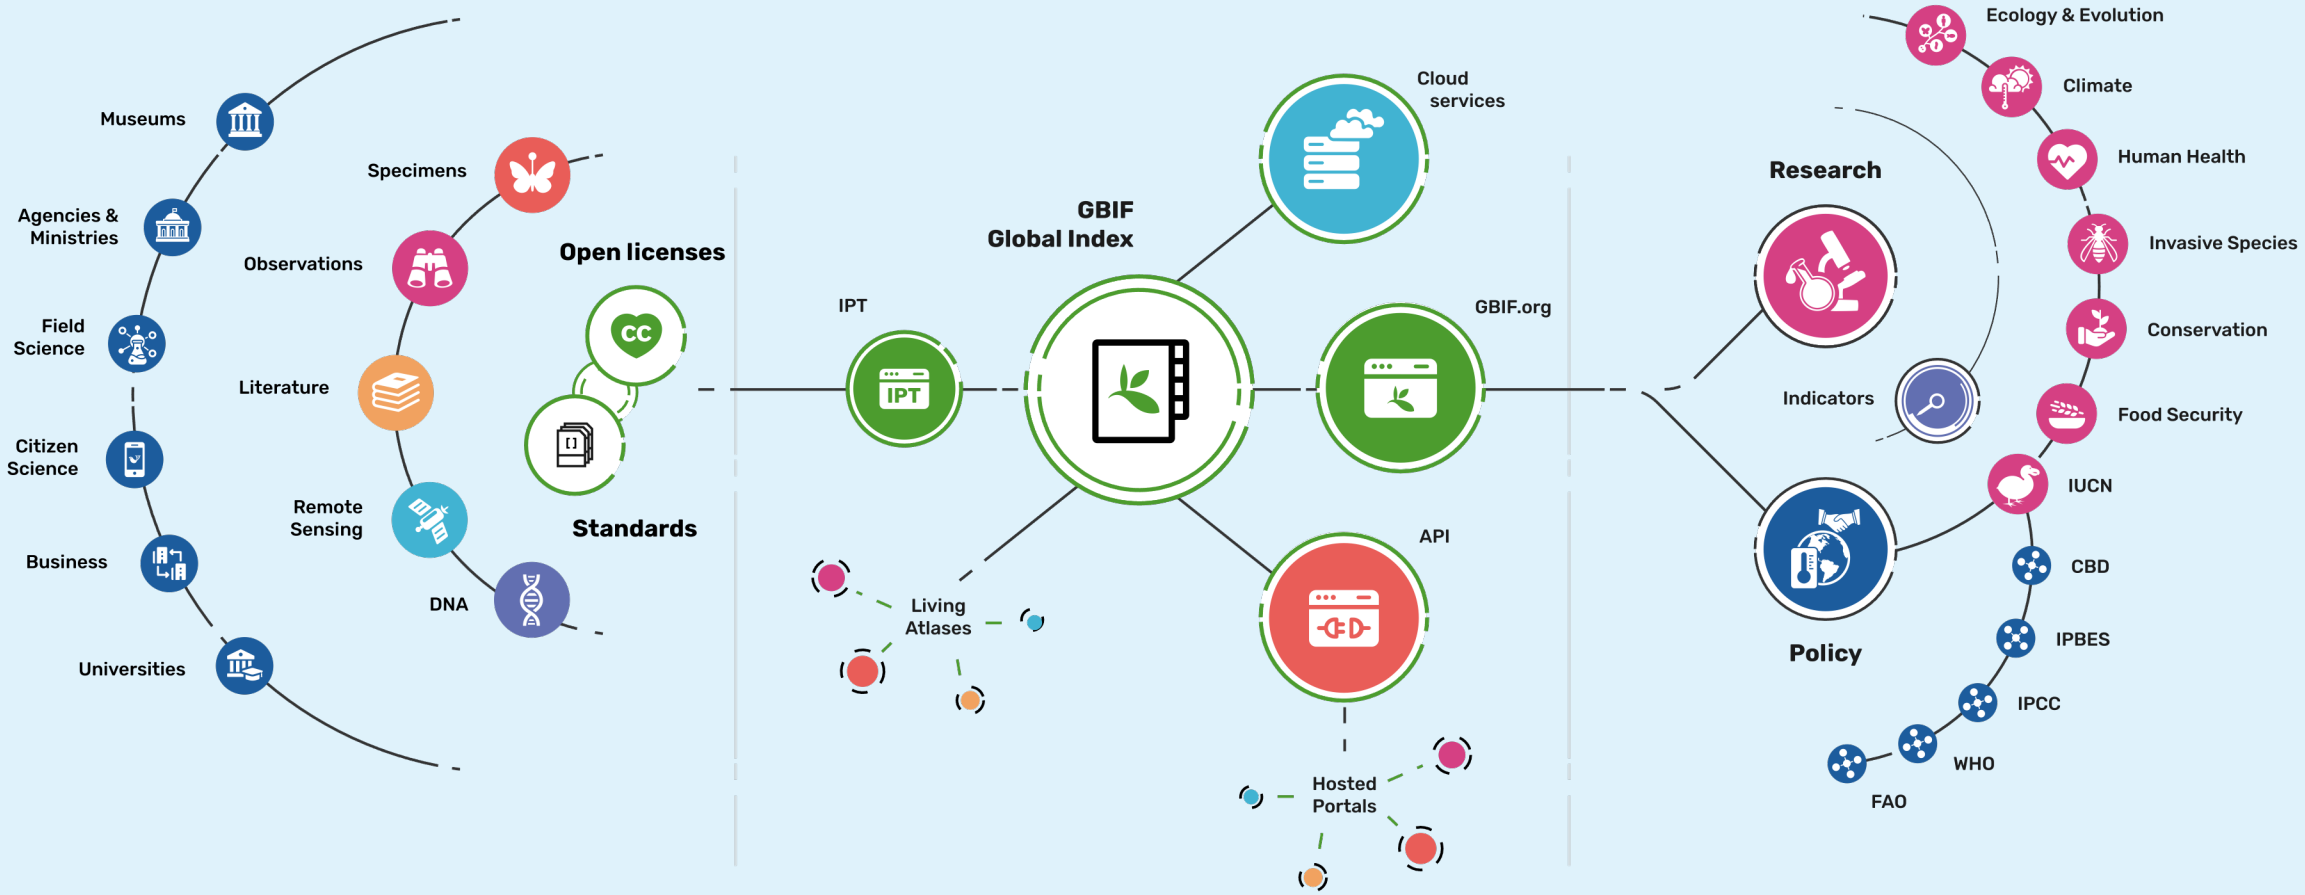 Museums
Agencies &
Ministries
Field
Science
Citizen
Science
Business
Universities
Specimens
Observations
Literature
Remote
Sensing
DNA
Open licenses
CC
[]
Standards
IPT
IPT
GBIF
Global Index
Cloud
services
GBIF.org
API
Living
Atlases
Hosted
Portals
Research
Indicators
Policy
Ecology & Evolution
Climate
Human Health
Invasive Species
Conservation
Food Security
IUCN
CBD
IPBES
IPCC
WHO
FAO